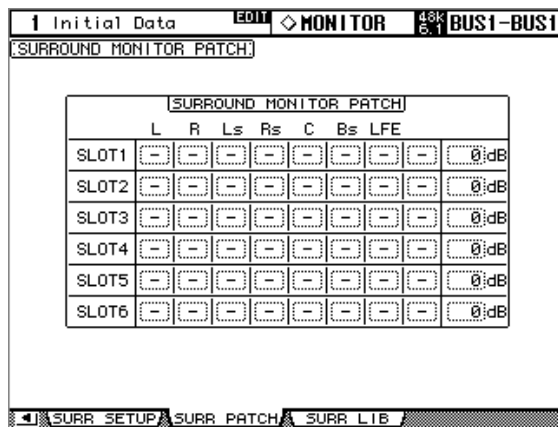 1 Initial Data EDIT ◇MONITOR 48k 6.1 BUS1-BUS1
SURROUND MONITOR PATCH
SURROUND MONITOR PATCH
L R Ls Rs C Bs LFE
SLOT1 - - - - - - - - 0 dB
SLOT2 - - - - - - - - 0 dB
SLOT3 - - - - - - - - 0 dB
SLOT4 - - - - - - - - 0 dB
SLOT5 - - - - - - - - 0 dB
SLOT6 - - - - - - - - 0 dB
SURR SETUP SURR PATCH SURR LIB